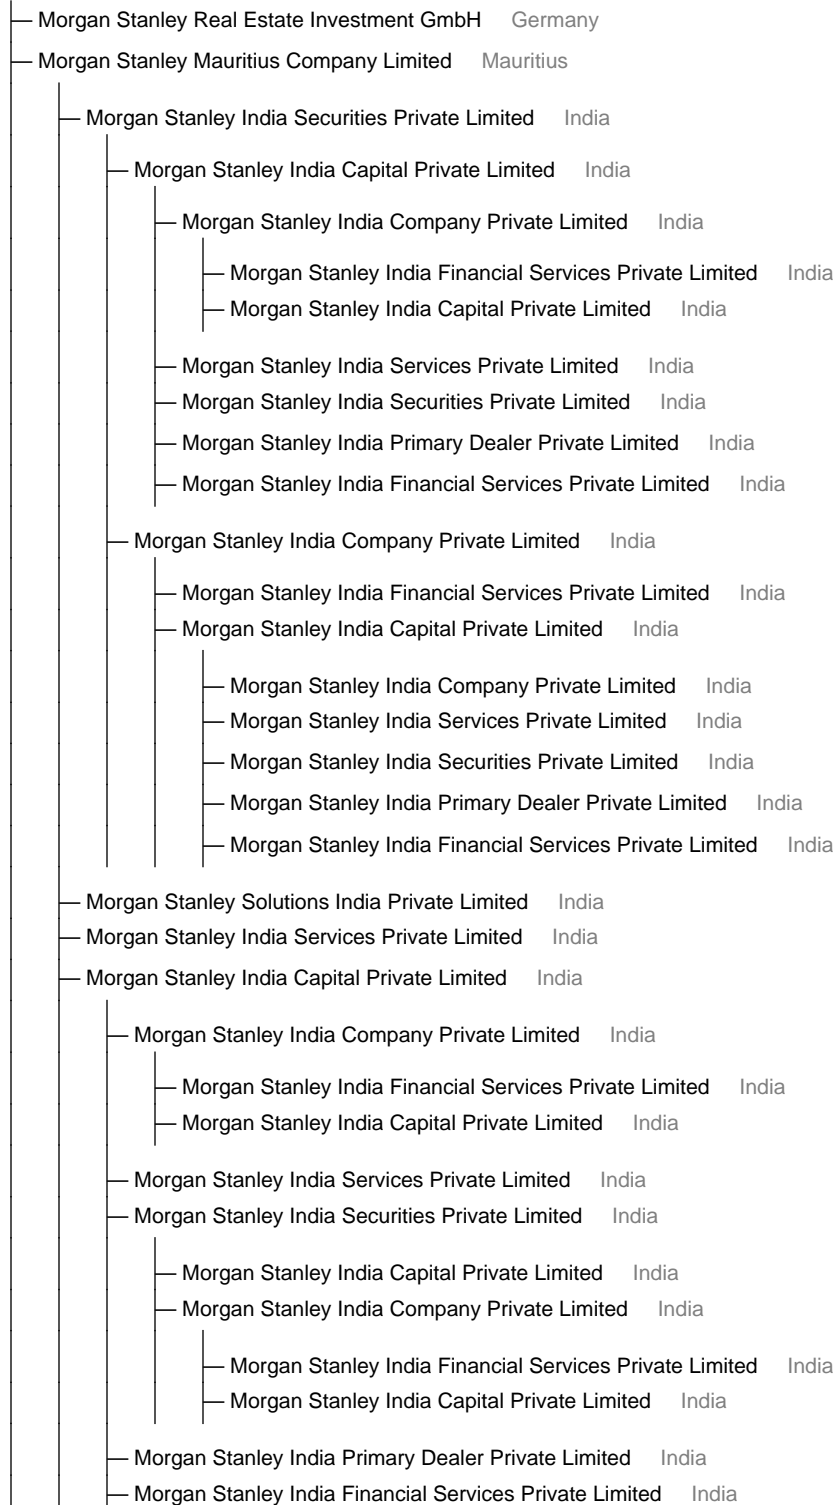 Morgan Stanley Real Estate Investment GmbH Germany
Morgan Stanley Mauritius Company Limited Mauritius
Morgan Stanley India Securities Private Limited India
Morgan Stanley India Capital Private Limited India
Morgan Stanley India Company Private Limited India
Morgan Stanley India Financial Services Private Limited India
Morgan Stanley India Capital Private Limited India
Morgan Stanley India Services Private Limited India
Morgan Stanley India Securities Private Limited India
Morgan Stanley India Primary Dealer Private Limited India
Morgan Stanley India Financial Services Private Limited India
Morgan Stanley India Company Private Limited India
Morgan Stanley India Financial Services Private Limited India
Morgan Stanley India Capital Private Limited India
Morgan Stanley India Company Private Limited India
Morgan Stanley India Services Private Limited India
Morgan Stanley India Securities Private Limited India
Morgan Stanley India Primary Dealer Private Limited India
Morgan Stanley India Financial Services Private Limited India
Morgan Stanley Solutions India Private Limited India
Morgan Stanley India Services Private Limited India
Morgan Stanley India Capital Private Limited India
Morgan Stanley India Company Private Limited India
Morgan Stanley India Financial Services Private Limited India
Morgan Stanley India Capital Private Limited India
Morgan Stanley India Services Private Limited India
Morgan Stanley India Securities Private Limited India
Morgan Stanley India Capital Private Limited India
Morgan Stanley India Company Private Limited India
Morgan Stanley India Financial Services Private Limited India
Morgan Stanley India Capital Private Limited India
Morgan Stanley India Primary Dealer Private Limited India
Morgan Stanley India Financial Services Private Limited India